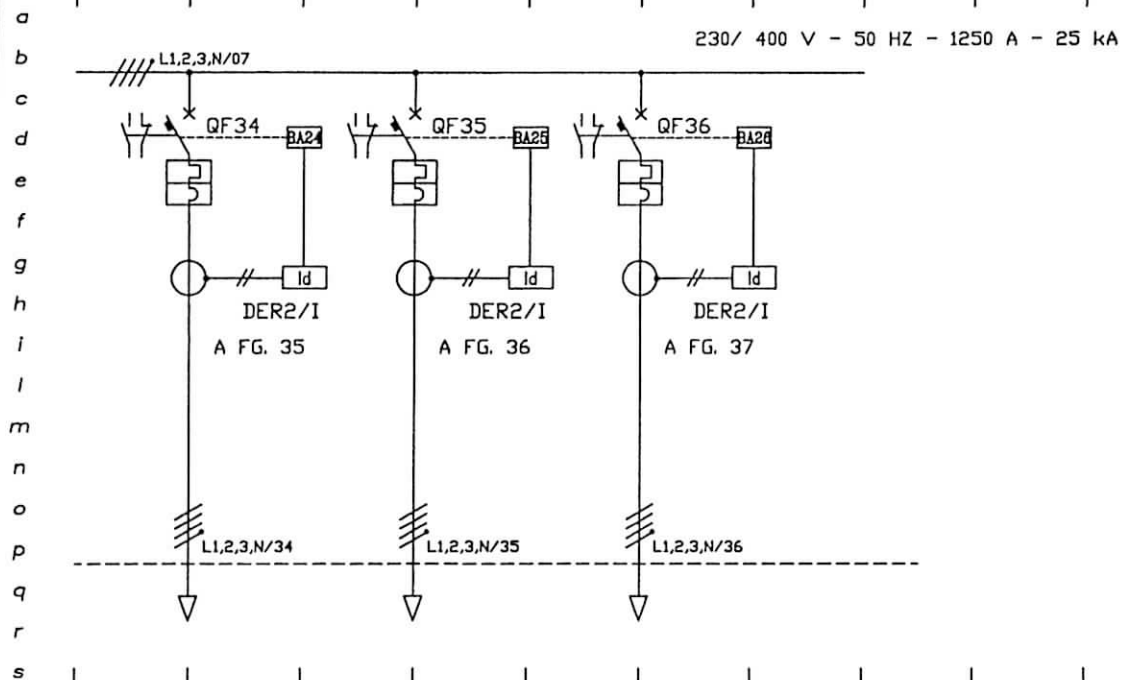 a
230/ 400 V - 50 HZ - 1250 A - 25 kA
b
L1,2,3,N/07
c
QF34 QF35 QF36
d
BA24 BA25 BA26
e
f
g
Id Id Id
h
DER2/I DER2/I DER2/I
i
A FG. 35 A FG. 36 A FG. 37
l
m
n
o
p
L1,2,3,N/34 L1,2,3,N/35 L1,2,3,N/36
q
r
s